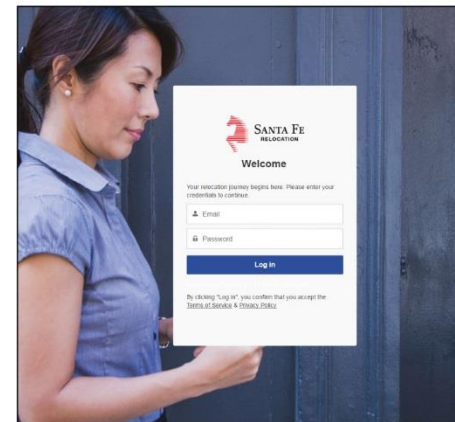 SANTA FE
RELOCATION
Welcome
Your relocation journey begins here. Please enter your
credentials to continue.
Email
Password
Log in
By clicking "Log in", you confirm that you accept the
Terms of Service & Privacy Policy